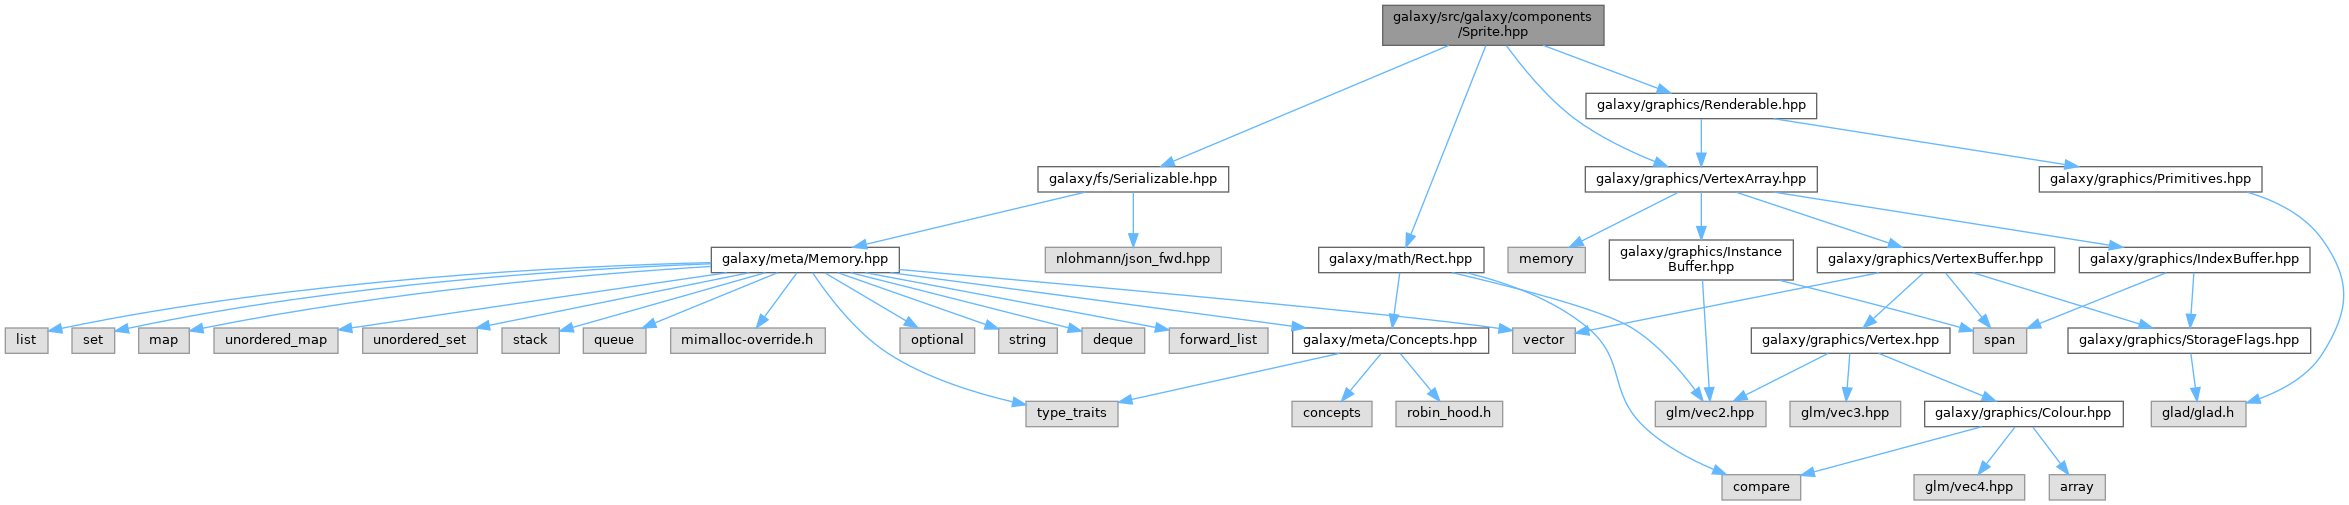 galaxy/src/galaxy/components
/Sprite.hpp
galaxy/graphics/Renderable.hpp
galaxy/fs/Serializable.hpp
galaxy/graphics/VertexArray.hpp
galaxy/graphics/Primitives.hpp
galaxy/meta/Memory.hpp
nlohmann/json_fwd.hpp
galaxy/math/Rect.hpp
memory
galaxy/graphics/Instance
Buffer.hpp
galaxy/graphics/VertexBuffer.hpp
galaxy/graphics/IndexBuffer.hpp
list
set
map
unordered_map
unordered_set
stack
queue
mimalloc-override.h
optional
string
deque
forward_list
galaxy/meta/Concepts.hpp
vector
galaxy/graphics/Vertex.hpp
span
galaxy/graphics/StorageFlags.hpp
type_traits
concepts
robin_hood.h
glm/vec2.hpp
glm/vec3.hpp
galaxy/graphics/Colour.hpp
glad/glad.h
compare
glm/vec4.hpp
array